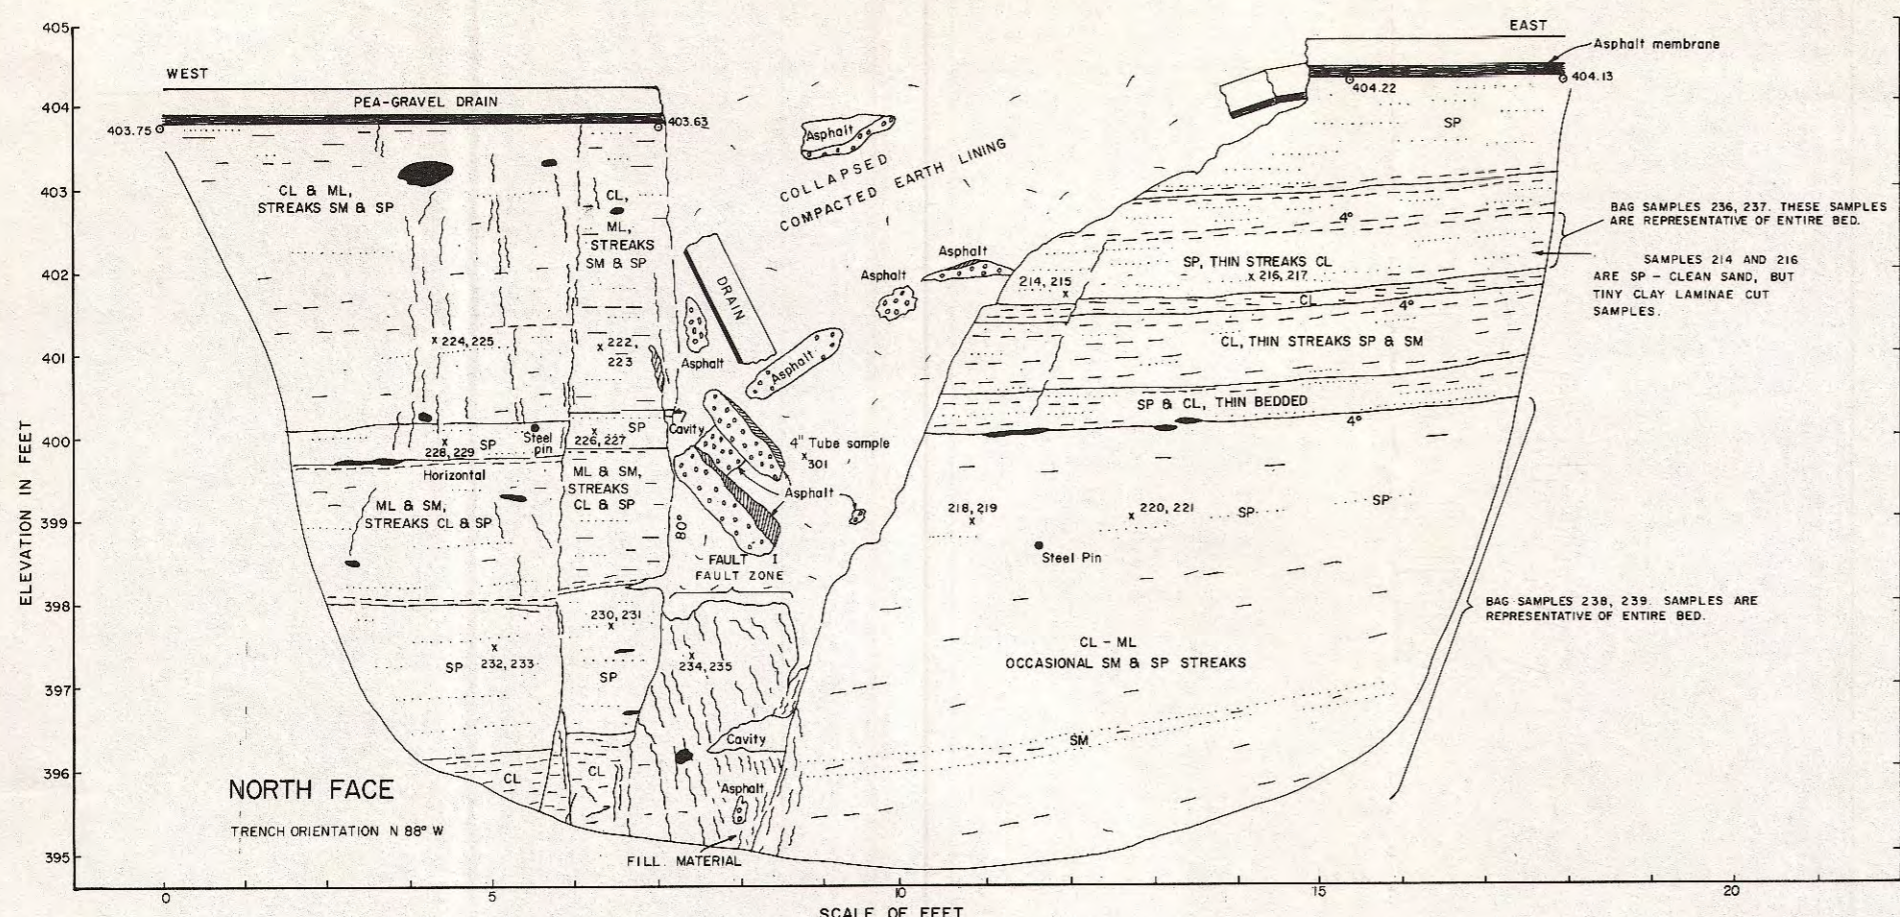 405
404
403
402
401
400
399
398
397
396
395
ELEVATION IN FEET
WEST
PEA-GRAVEL DRAIN
403.75
403.63
EAST
Asphalt membrane
404.22
404.13
SP
Asphalt
COLLAPSED
COMPACTED EARTH LINING
CL & ML,
STREAKS SM & SP
CL,
ML,
STREAKS
SM & SP
DRAIN
Asphalt
Asphalt
Asphalt
Asphalt
4°
SP, THIN STREAKS CL
x 216, 217
214, 215
x
CL
4°
CL, THIN STREAKS SP & SM
SP & CL, THIN BEDDED
4°
BAG SAMPLES 236, 237. THESE SAMPLES
ARE REPRESENTATIVE OF ENTIRE BED.
SAMPLES 214 AND 216
ARE SP - CLEAN SAND, BUT
TINY CLAY LAMINAE CUT
SAMPLES.
x 224, 225
x 222,
223
x
228, 229
SP
Steel
pin
x
226, 227
SP
Cavity
4" Tube sample
x
301
Asphalt
Horizontal
ML & SM,
STREAKS CL & SP
ML & SM,
STREAKS
CL & SP
80°
FAULT I
FAULT ZONE
218, 219
x
x 220, 221
SP
SP
Steel Pin
230, 231
x
x
SP 232, 233
SP
x
234, 235
CL - ML
OCCASIONAL SM & SP STREAKS
BAG SAMPLES 238, 239. SAMPLES ARE
REPRESENTATIVE OF ENTIRE BED.
SM
Cavity
CL
CL
Asphalt
FILL MATERIAL
NORTH FACE
TRENCH ORIENTATION N 88° W
0
5
10
15
20
SCALE OF FEET